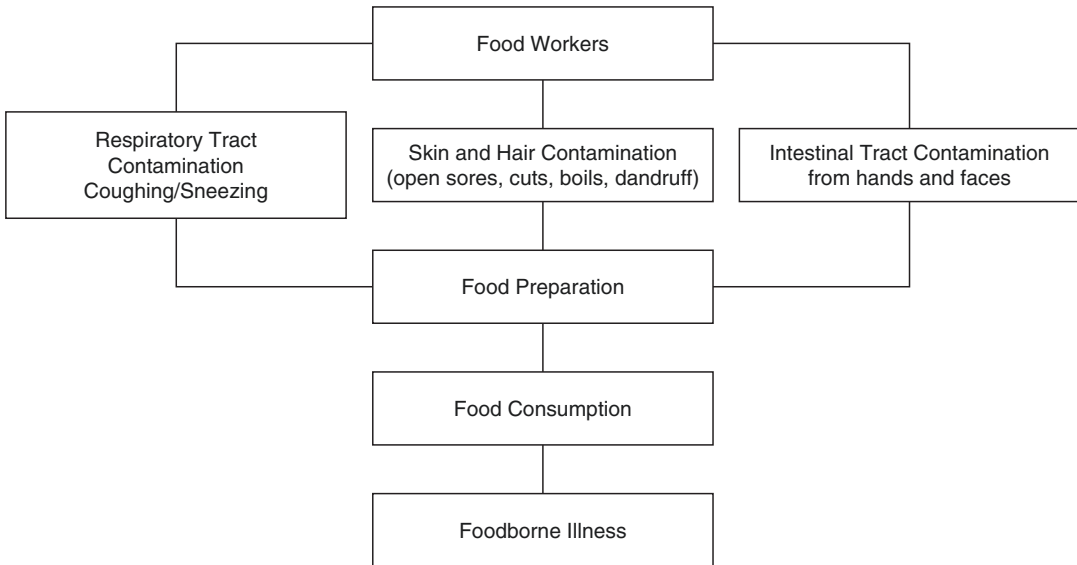 Food Workers
Respiratory Tract
Contamination
Coughing/Sneezing
Skin and Hair Contamination
(open sores, cuts, boils, dandruff)
Intestinal Tract Contamination
from hands and faces
Food Preparation
Food Consumption
Foodborne Illness